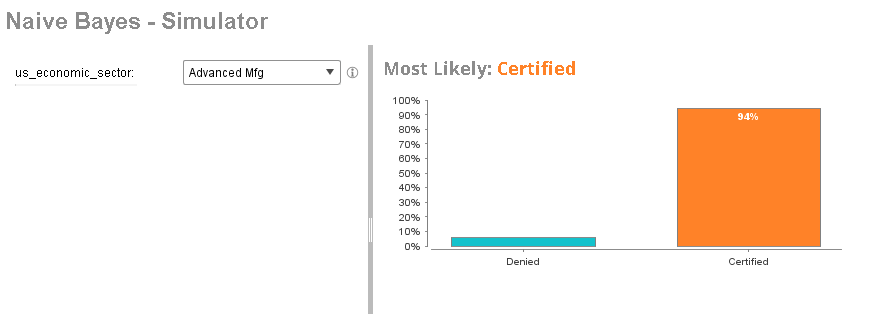 Naive Bayes - Simulator
us_economic_sector:
Advanced Mfg
Most Likely: Certified
100%
90%
80%
70%
60%
50%
40%
30%
20%
10%
0%
94%
Denied
Certified